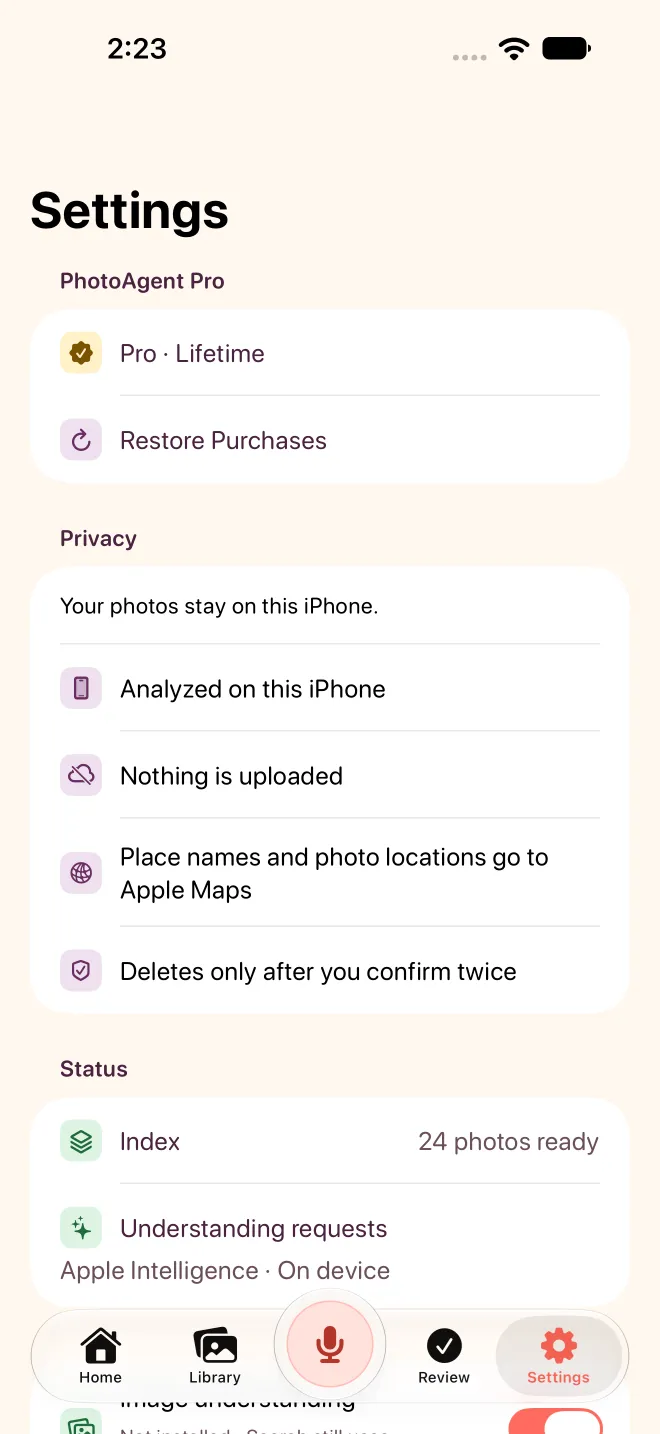 2:23
Settings
PhotoAgent Pro
Pro · Lifetime
Restore Purchases
Privacy
Your photos stay on this iPhone.
Analyzed on this iPhone
Nothing is uploaded
Place names and photo locations go to
Apple Maps
Deletes only after you confirm twice
Status
Index
24 photos ready
Understanding requests
Apple Intelligence · On device
Home
Library
Review
Settings
Image understanding